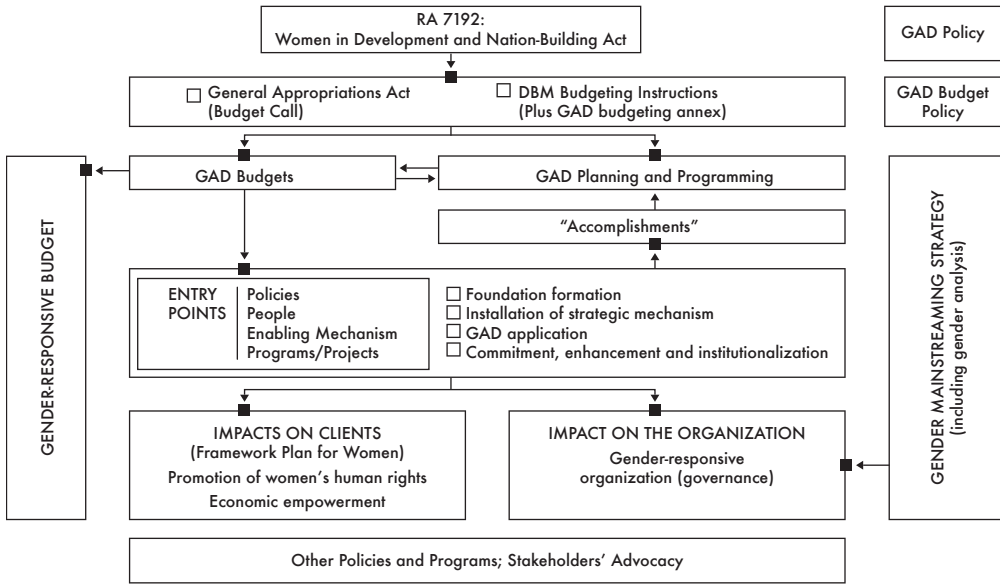 RA 7192:
Women in Development and Nation-Building Act
GAD Policy
General Appropriations Act
(Budget Call)
DBM Budgeting Instructions
(Plus GAD budgeting annex)
GAD Budget
Policy
GENDER-RESPONSIVE BUDGET
GAD Budgets
GAD Planning and Programming
"Accomplishments"
ENTRY
POINTS
Policies
People
Enabling Mechanism
Programs/Projects
Foundation formation
Installation of strategic mechanism
GAD application
Commitment, enhancement and institutionalization
GENDER MAINSTREAMING STRATEGY
(including gender analysis)
IMPACTS ON CLIENTS
(Framework Plan for Women)
Promotion of women's human rights
Economic empowerment
IMPACT ON THE ORGANIZATION
Gender-responsive
organization (governance)
Other Policies and Programs; Stakeholders' Advocacy